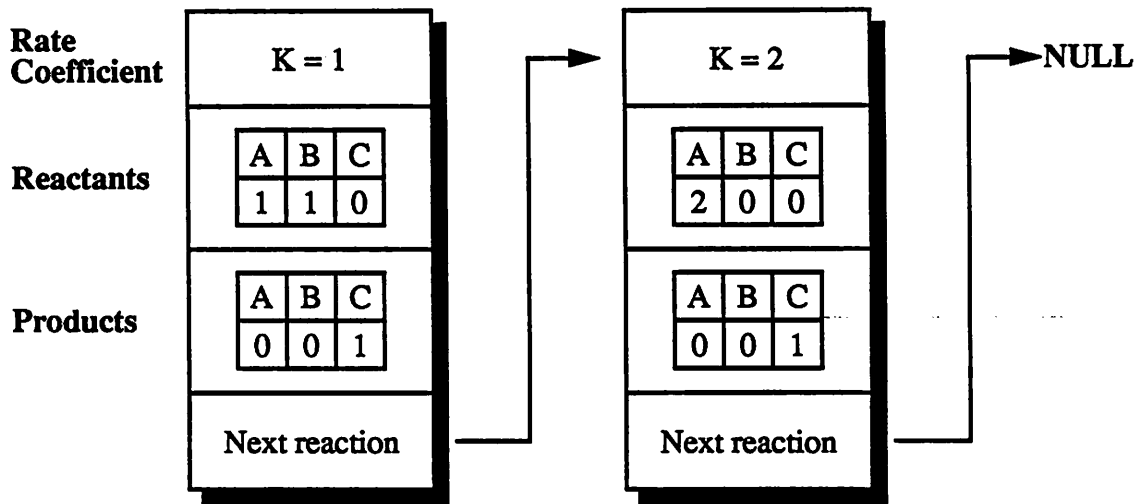 Rate
Coefficient
K = 1
K = 2
NULL
Reactants
A B C
1 1 0
A B C
2 0 0
Products
A B C
0 0 1
A B C
0 0 1
Next reaction
Next reaction